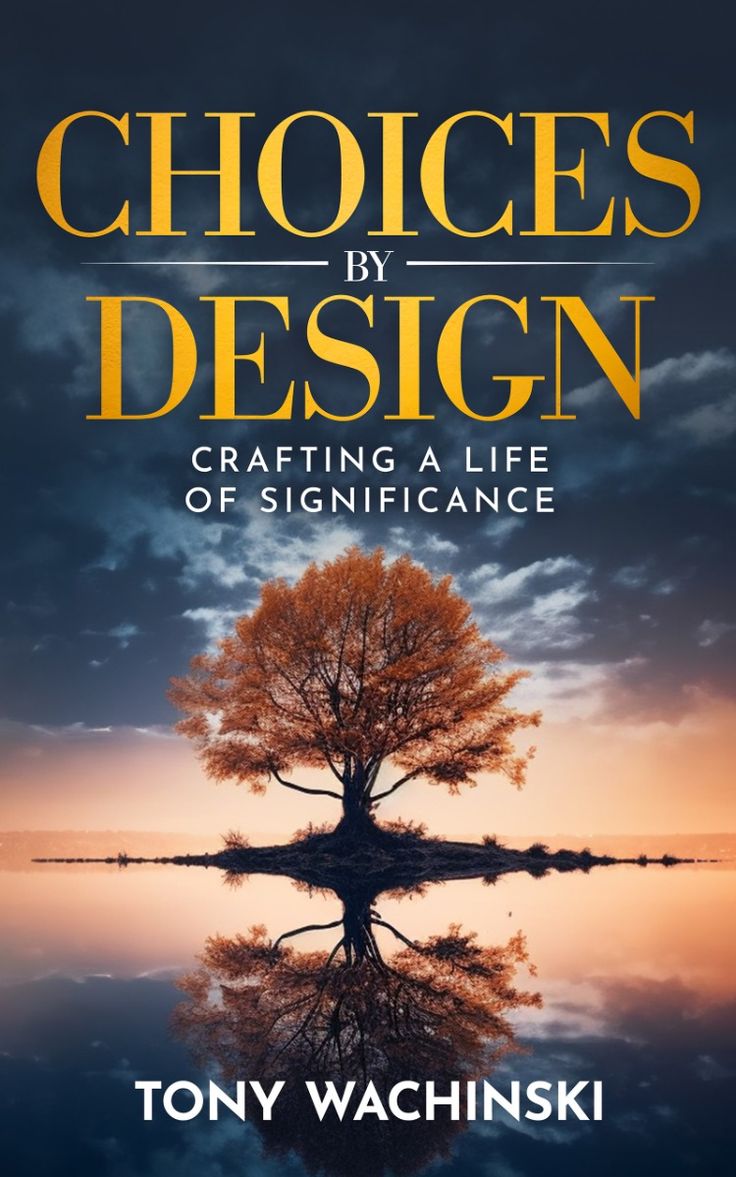 CHOICES
BY
DESIGN
CRAFTING A LIFE
OF SIGNIFICANCE
TONY WACHINSKI